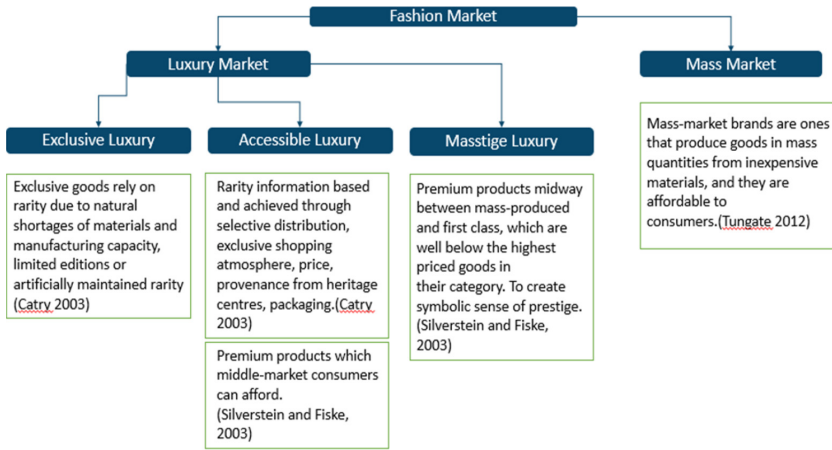 Fashion Market
Luxury Market
Mass Market
Exclusive Luxury
Accessible Luxury
Masstige Luxury
Exclusive goods rely on
rarity due to natural
shortages of materials and
manufacturing capacity,
limited editions or
artificially maintained rarity
(Catry 2003)
Rarity information based
and achieved through
selective distribution,
exclusive shopping
atmosphere, price,
provenance from heritage
centres, packaging.(Catry
2003)
Premium products which
middle-market consumers
can afford.
(Silverstein and Fiske,
2003)
Premium products midway
between mass-produced
and first class, which are
well below the highest
priced goods in
their category. To create
symbolic sense of prestige.
(Silverstein and Fiske,
2003)
Mass-market brands are ones
that produce goods in mass
quantities from inexpensive
materials, and they are
affordable to
consumers.(Tungate 2012)